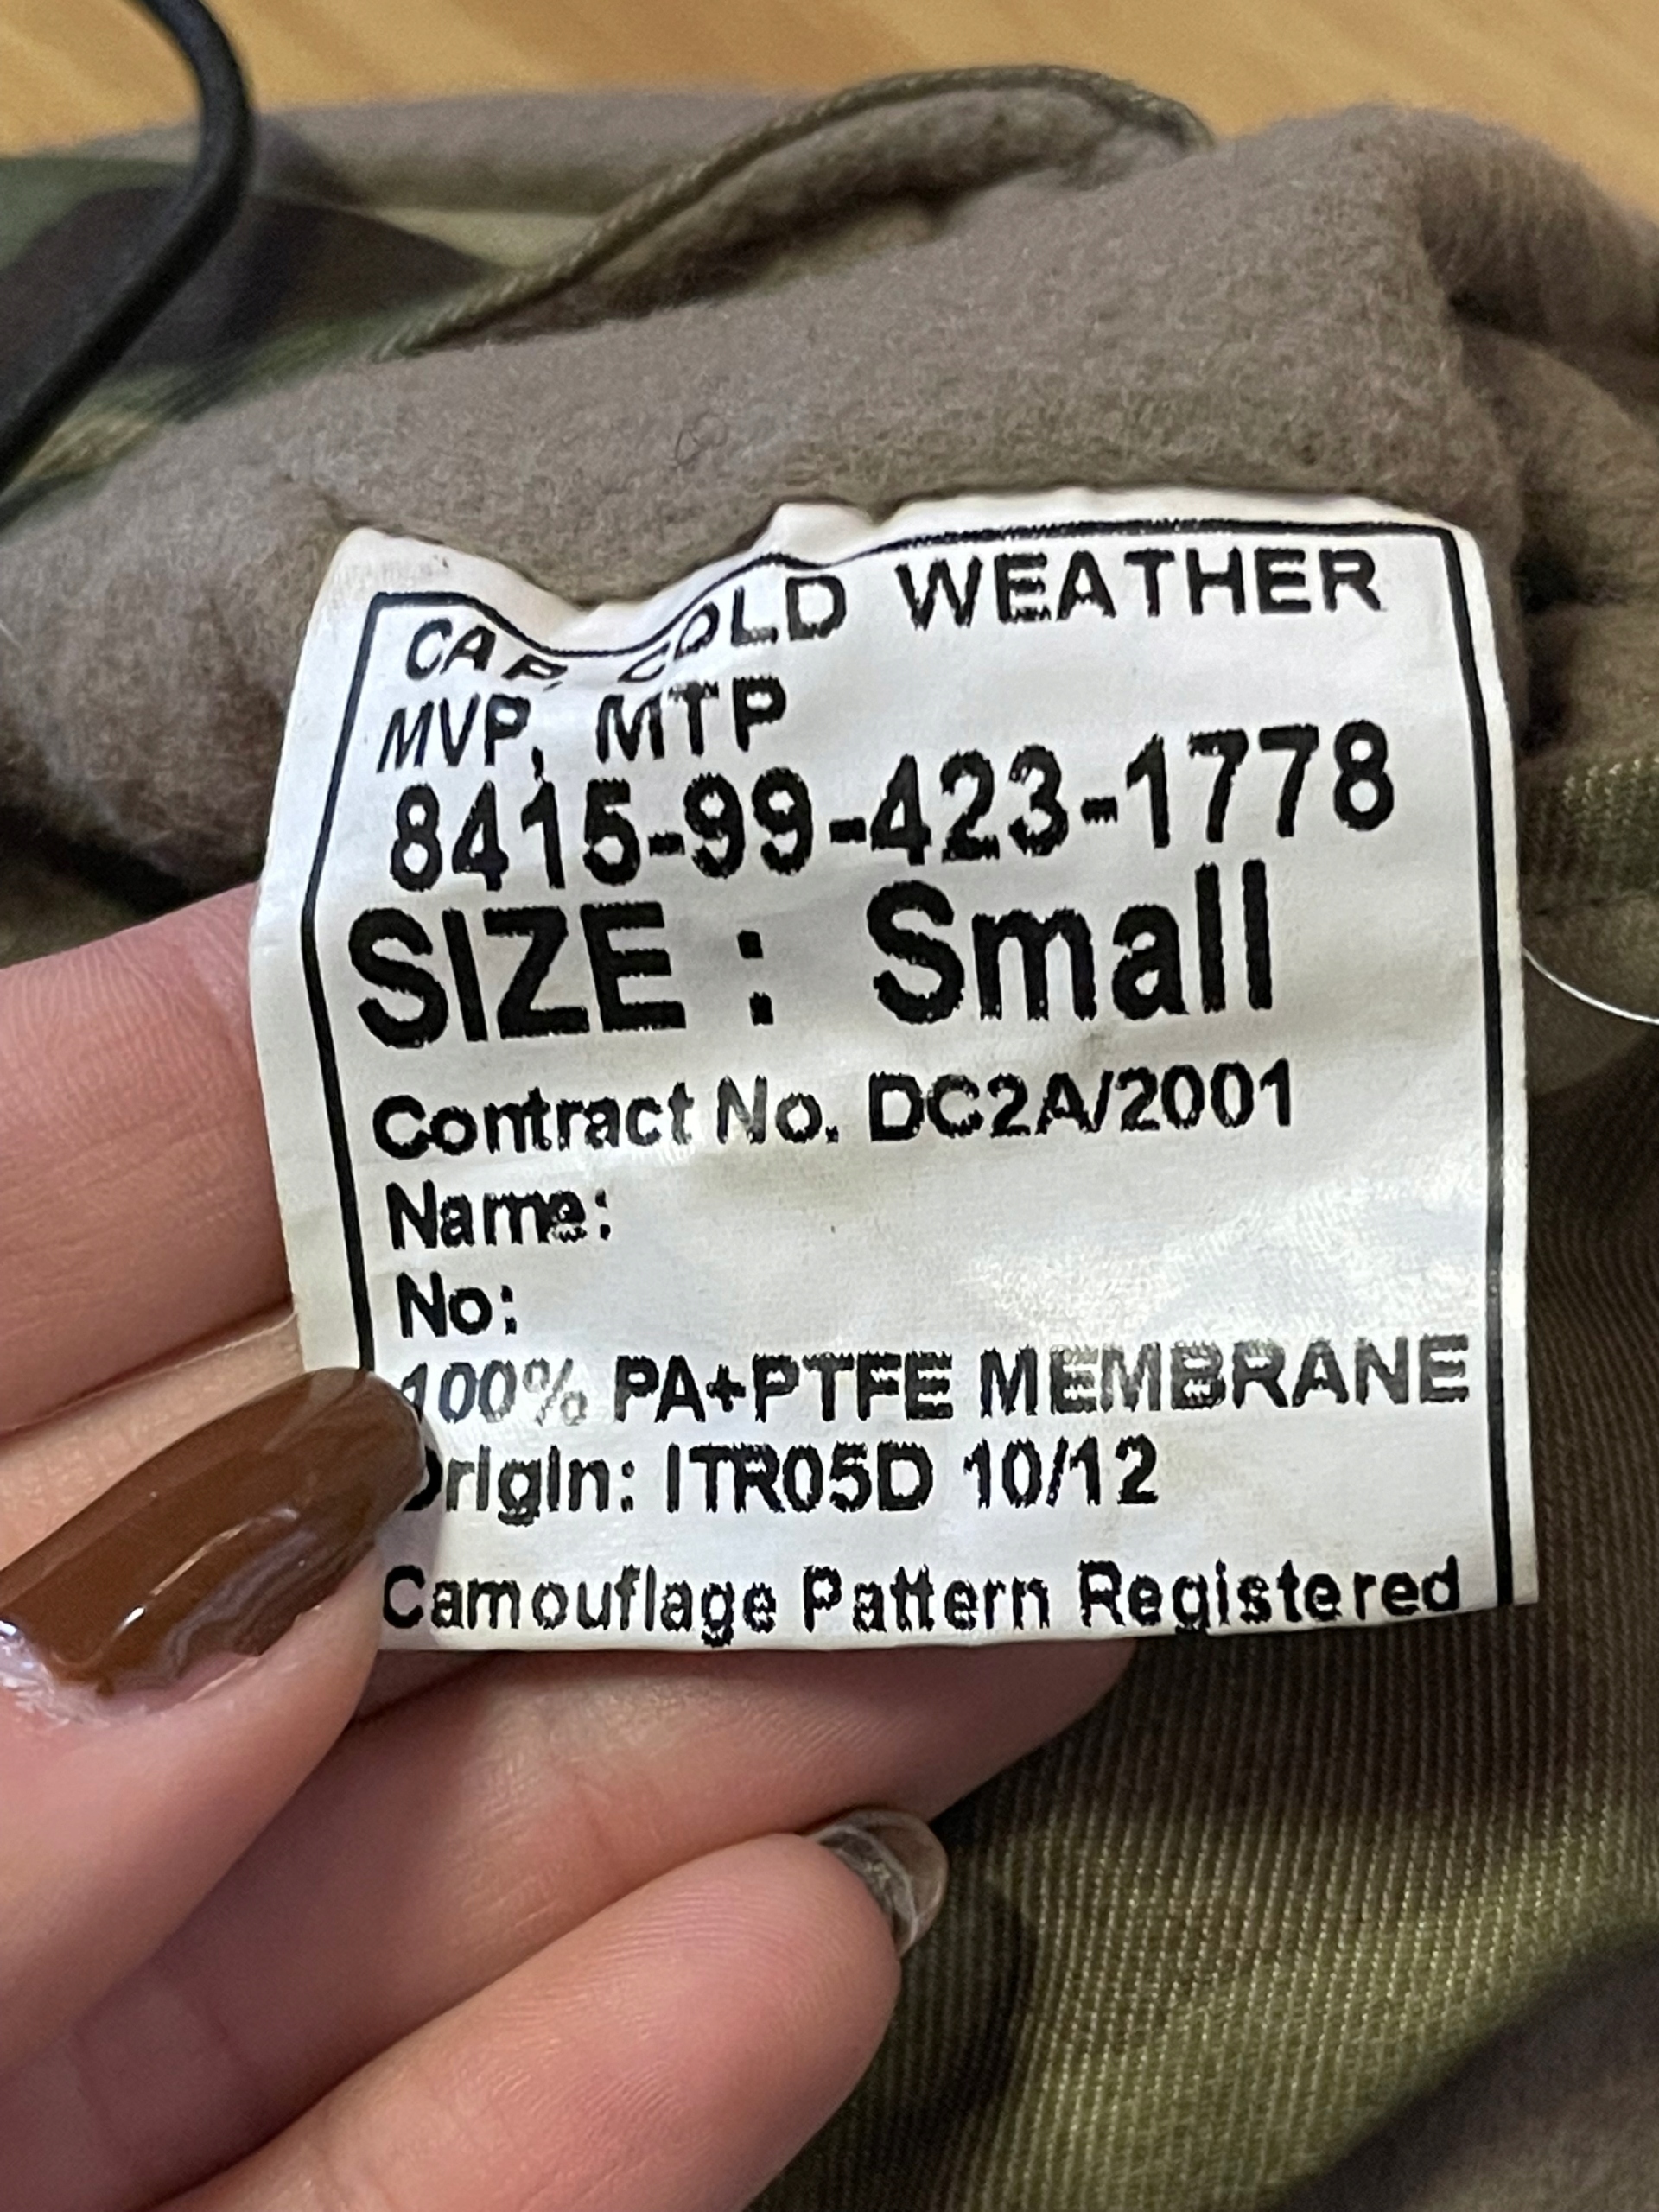 CAP, COLD WEATHER
MVP, MTP
8415-99-423-1778
SIZE : Small
Contract No. DC2A/2001
Name:
No:
100% PA+PTFE MEMBRANE
Origin: ITR05D 10/12
Camouflage Pattern Registered